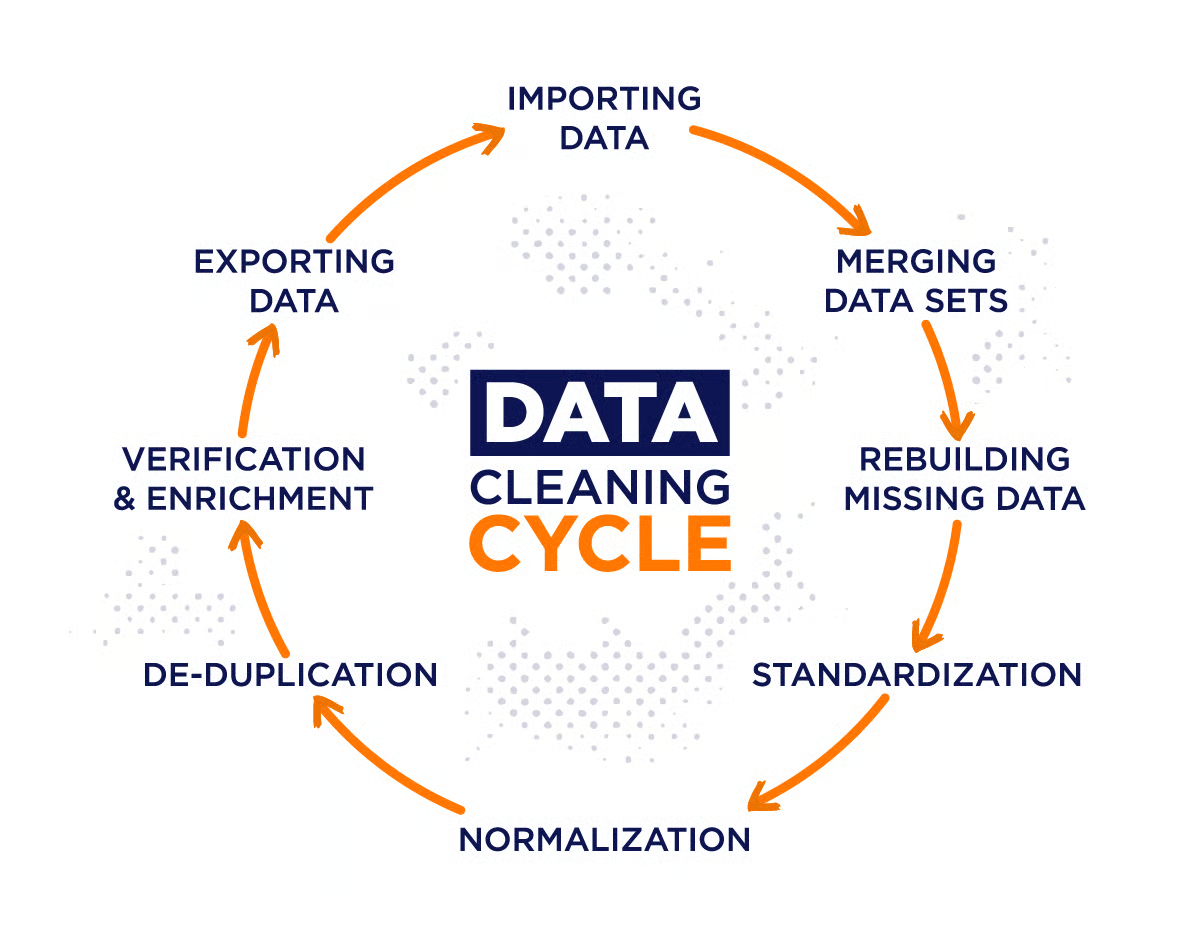 IMPORTING
DATA
MERGING
DATA SETS
REBUILDING
MISSING DATA
STANDARDIZATION
NORMALIZATION
DE-DUPLICATION
VERIFICATION
& ENRICHMENT
EXPORTING
DATA
DATA
CLEANING
CYCLE